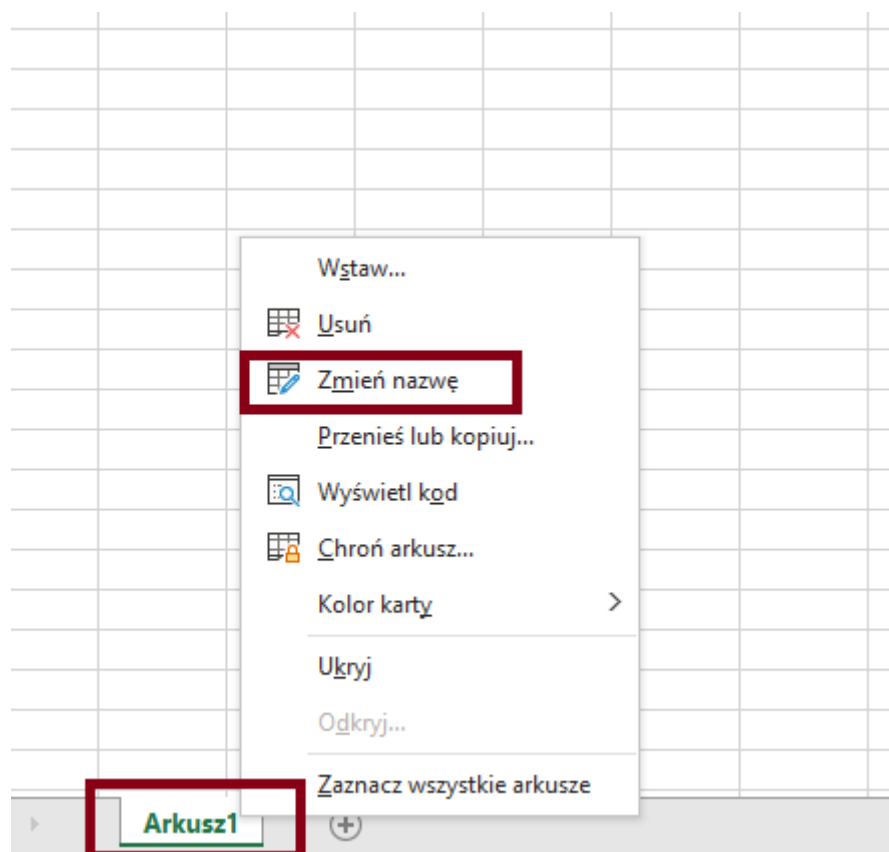 Wstaw...
Usuń
Zmień nazwę
Przenieś lub kopiuj...
Wyświetl kod
Chroń arkusz...
Kolor karty
Ukryj
Odkryj...
Zaznacz wszystkie arkusze
Arkusz1